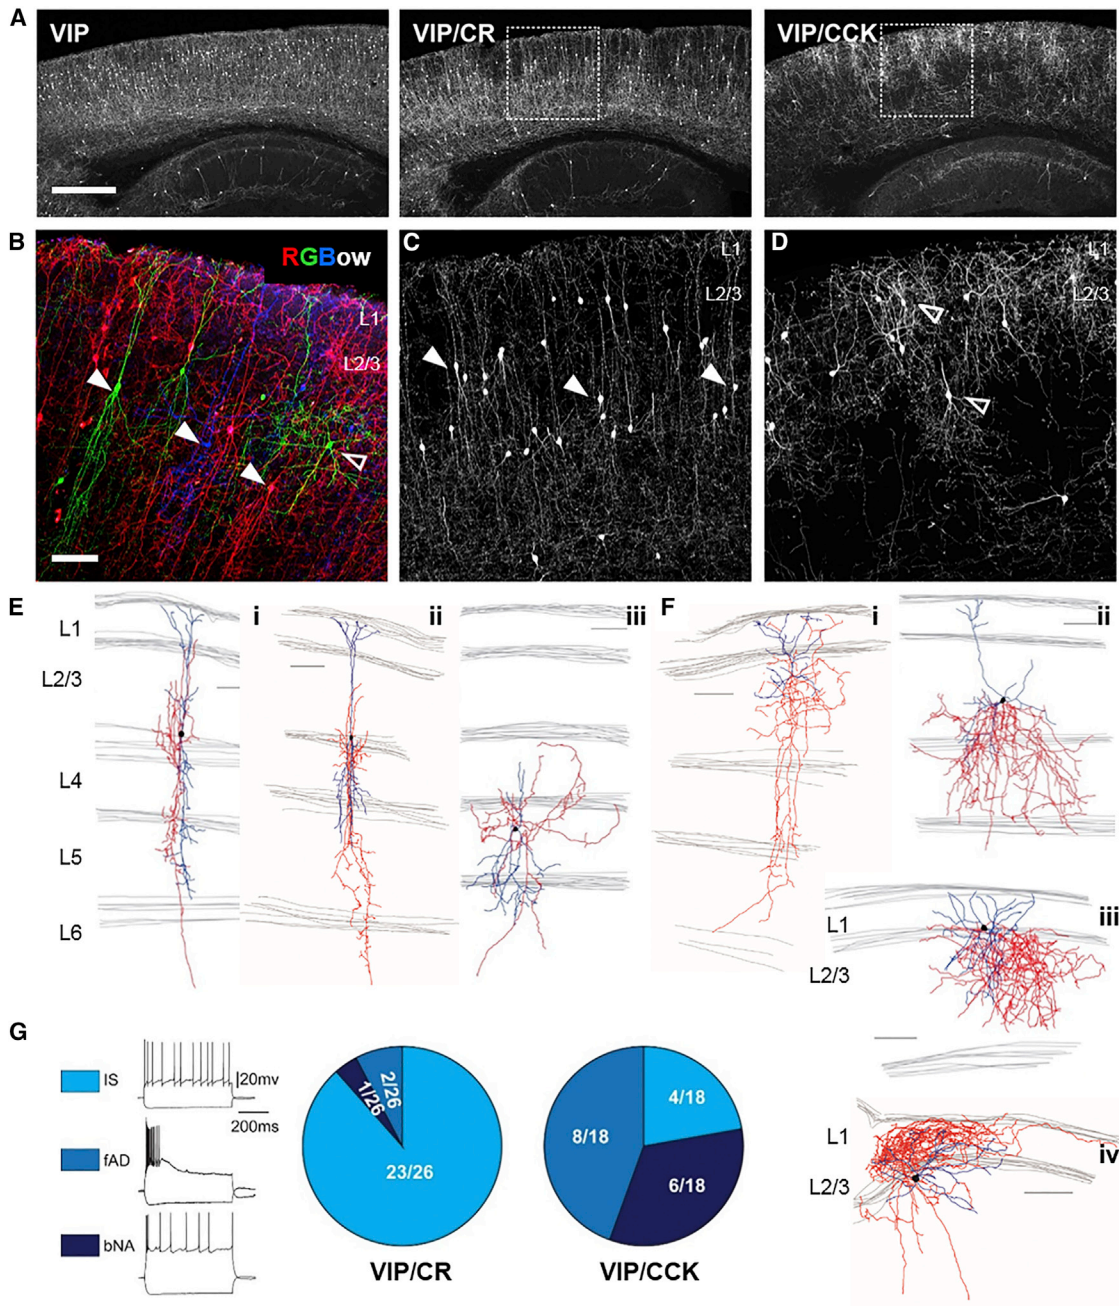 A
VIP
VIP/CR
VIP/CCK
B
RGBow
L1
L2/3
C
L1
L2/3
D
L1
L2/3
E
i
ii
iii
L1
L2/3
L4
L5
L6
F
i
ii
iii
L1
L2/3
iv
L1
L2/3
G
IS
20mv
200ms
fAD
bNA
2/26
1/26
23/26
VIP/CR
4/18
8/18
6/18
VIP/CCK